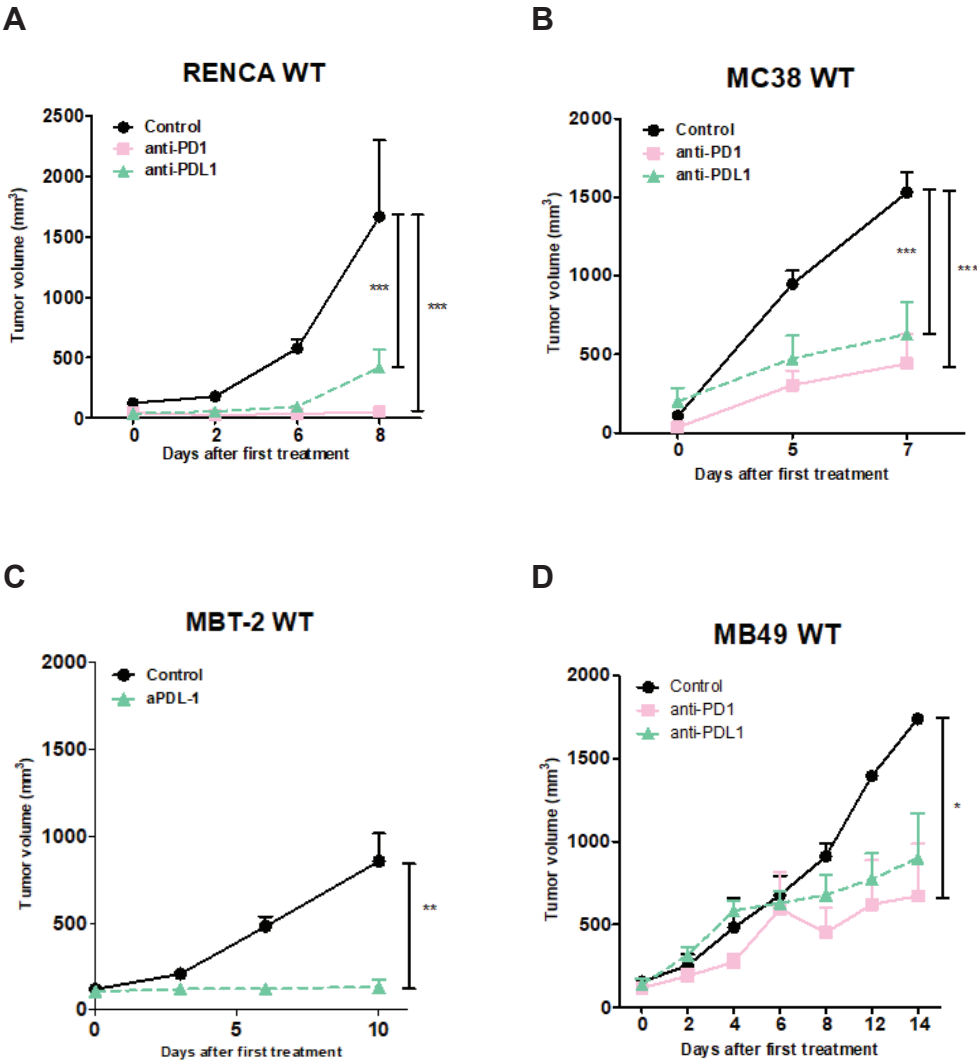 A
RENCA WT
2500
2000
1500
1000
500
0
Tumor volume (mm³)
Control
anti-PD1
anti-PDL1
***
***
0 2 6 8
Days after first treatment
B
MC38 WT
2000
1500
1000
500
0
Tumor volume (mm³)
Control
anti-PD1
anti-PDL1
***
***
0 5 7
Days after first treatment
C
MBT-2 WT
2000
1500
1000
500
0
Tumor volume (mm³)
Control
aPDL-1
**
0 5 10
Days after first treatment
D
MB49 WT
2000
1500
1000
500
0
Tumor volume (mm³)
Control
anti-PD1
anti-PDL1
*
0 2 4 6 8 12 14
Days after first treatment